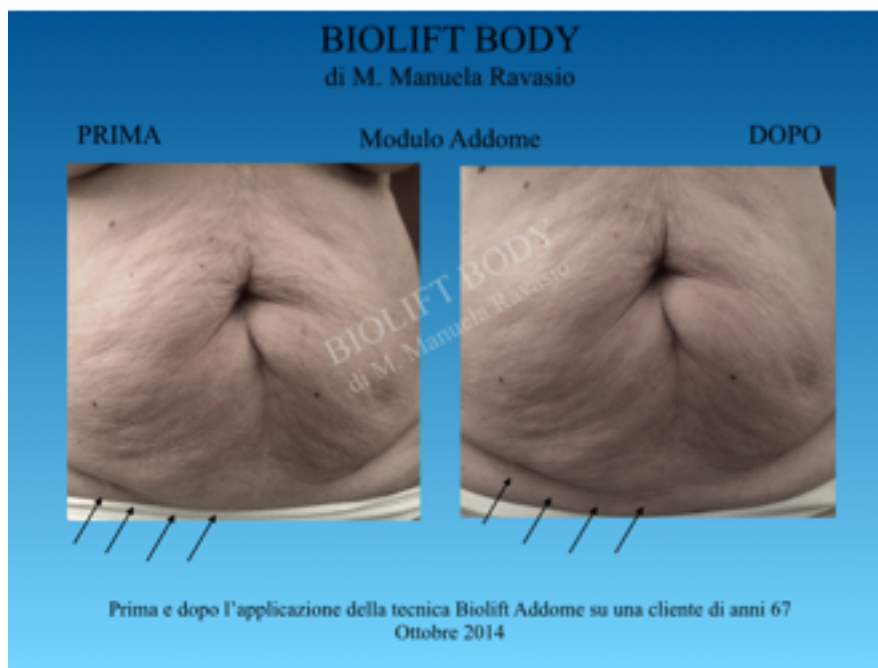 BIOLIFT BODY
di M. Manuela Ravasio
PRIMA
Modulo Addome
DOPO
BIOLIFT BODY
di M. Manuela Ravasio
Prima e dopo l'applicazione della tecnica Biolift Addome su una cliente di anni 67
Ottobre 2014